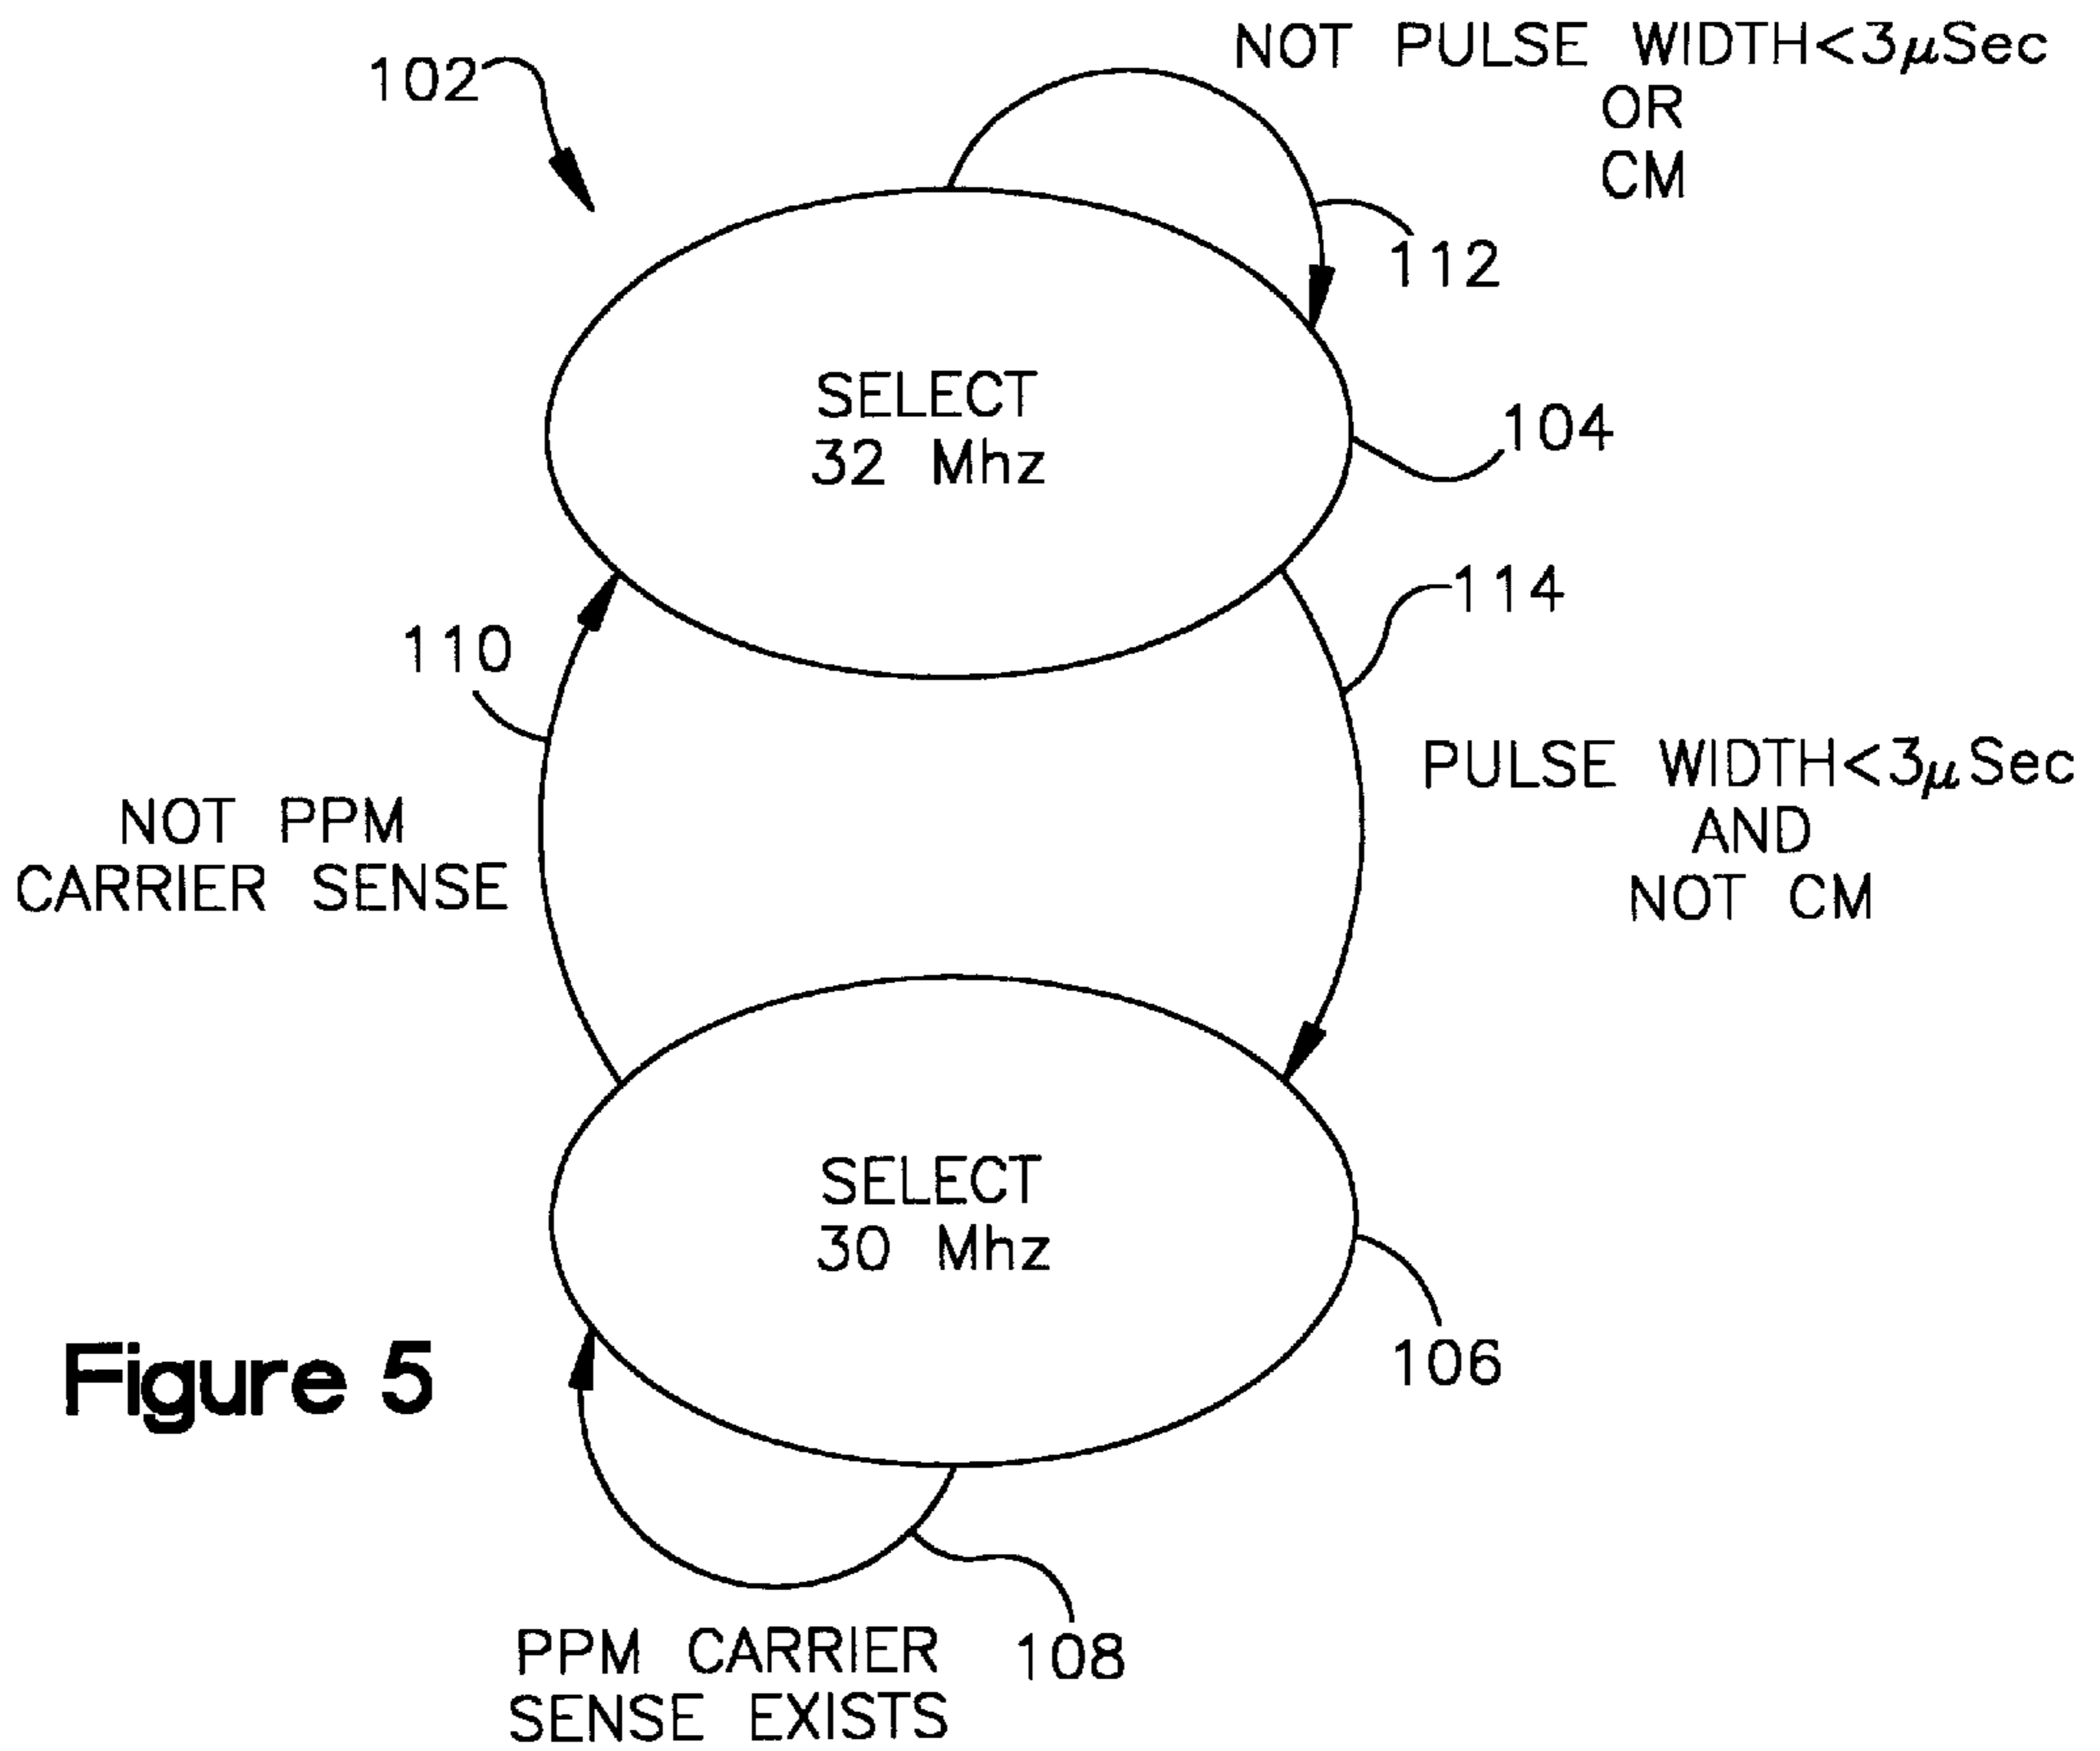 102
NOT PULSE WIDTH<3μSec
OR
CM
112
SELECT
32 Mhz
104
114
110
PULSE WIDTH<3μSec
AND
NOT CM
NOT PPM
CARRIER SENSE
SELECT
30 Mhz
106
Figure 5
108
PPM CARRIER
SENSE EXISTS